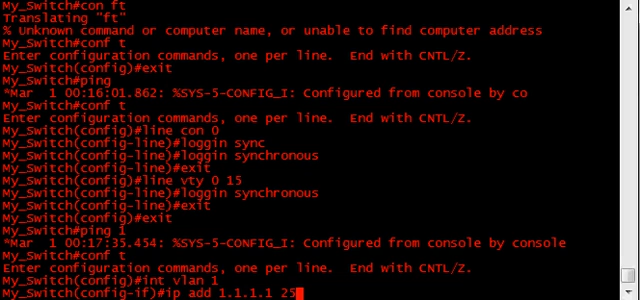 My_Switch#con ft
Translating "ft"
% Unknown command or computer name, or unable to find computer address
My_Switch#conf t
Enter configuration commands, one per line.  End with CNTL/Z.
My_Switch(config)#exit
My_Switch#ping
*Mar  1 00:16:01.862: %SYS-5-CONFIG_I: Configured from console by co
My_Switch#conf t
Enter configuration commands, one per line.  End with CNTL/Z.
My_Switch(config)#line con 0
My_Switch(config-line)#loggin sync
My_Switch(config-line)#loggin synchronous
My_Switch(config-line)#exit
My_Switch(config)#line vty 0 15
My_Switch(config-line)#loggin synchronous
My_Switch(config-line)#exit
My_Switch(config)#exit
My_Switch#ping 1
*Mar  1 00:17:35.454: %SYS-5-CONFIG_I: Configured from console by console
My_Switch#conf t
Enter configuration commands, one per line.  End with CNTL/Z.
My_Switch(config)#int vlan 1
My_Switch(config-if)#ip add 1.1.1.1 25